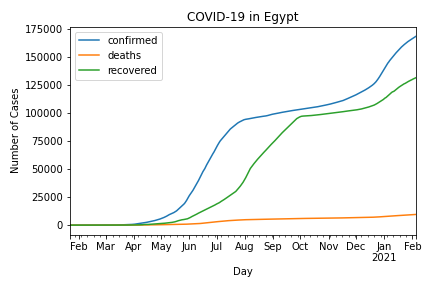 COVID-19 in Egypt
confirmed
deaths
recovered
Number of Cases
175000
150000
125000
100000
75000
50000
25000
0
Feb Mar Apr May Jun Jul Aug Sep Oct Nov Dec Jan Feb
2021
Day